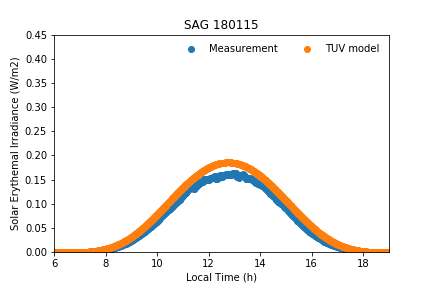 SAG 180115
Measurement
TUV model
Solar Erythemal Irradiance (W/m2)
0.45
0.40
0.35
0.30
0.25
0.20
0.15
0.10
0.05
0.00
6 8 10 12 14 16 18
Local Time (h)